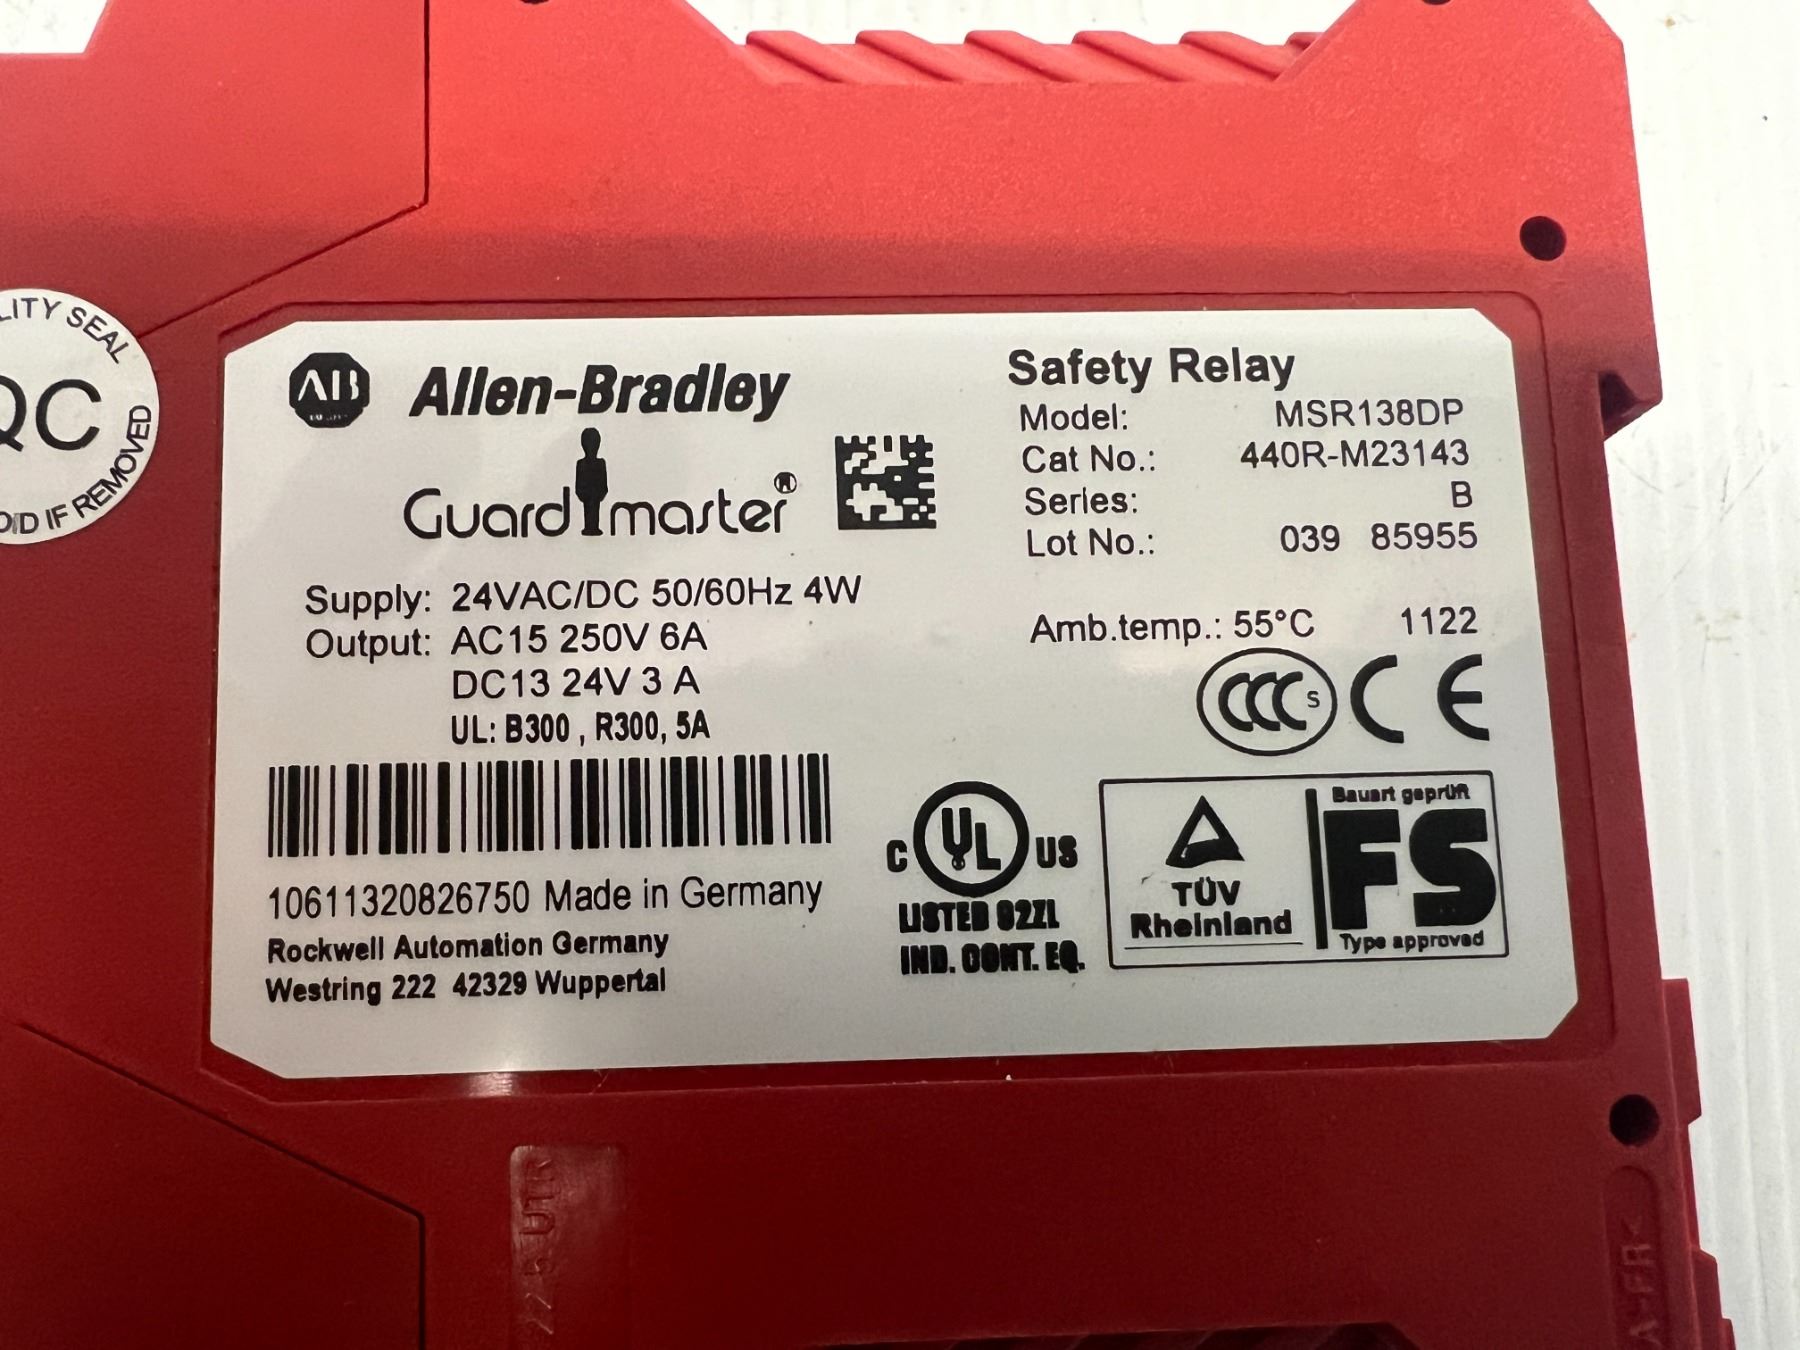 LITY SEAL
QC
OID IF REMOVED
AB
Allen-Bradley
Guardmaster®
Safety Relay
Model: MSR138DP
Cat No.: 440R-M23143
Series: B
Lot No.: 039 85955
Supply: 24VAC/DC 50/60Hz 4W
Output: AC15 250V 6A
DC13 24V 3 A
UL: B300 , R300, 5A
Amb.temp.: 55°C 1122
CCC S CE
10611320826750 Made in Germany
Rockwell Automation Germany
Westring 222 42329 Wuppertal
C UL US
LISTED 92ZL
IND. CONT. EQ.
TÜV
Rheinland
Bauart geprüft
FS
Type approved